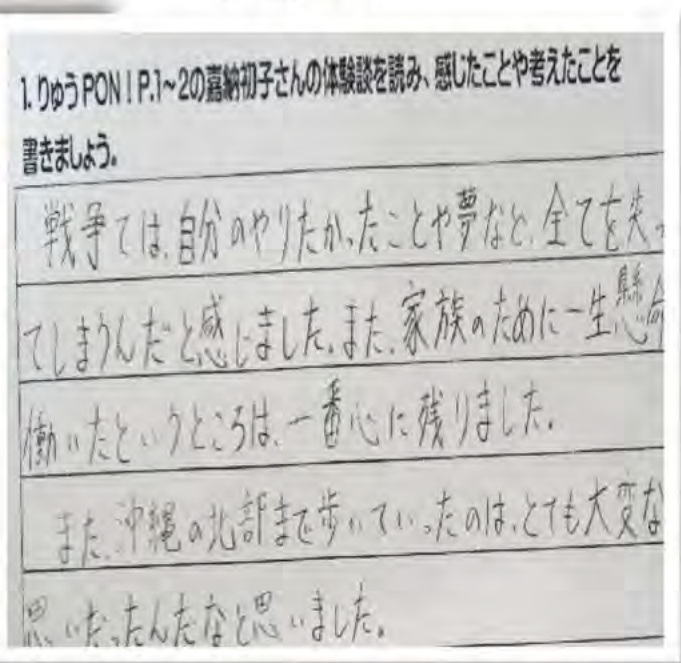 1. りゅうPON！P.1~2の嘉納初子さんの体験談を読み、感じたことや考えたことを
書きましょう。
戦争では、自分のやりたかったことや夢など、全てを失っ
てしまうんだと感じました。また、家族のために一生懸命
働いたというところは、一番心に残りました。
また、沖縄の北部まで歩いていったのは、とても大変な
思いだったんだなと思いました。